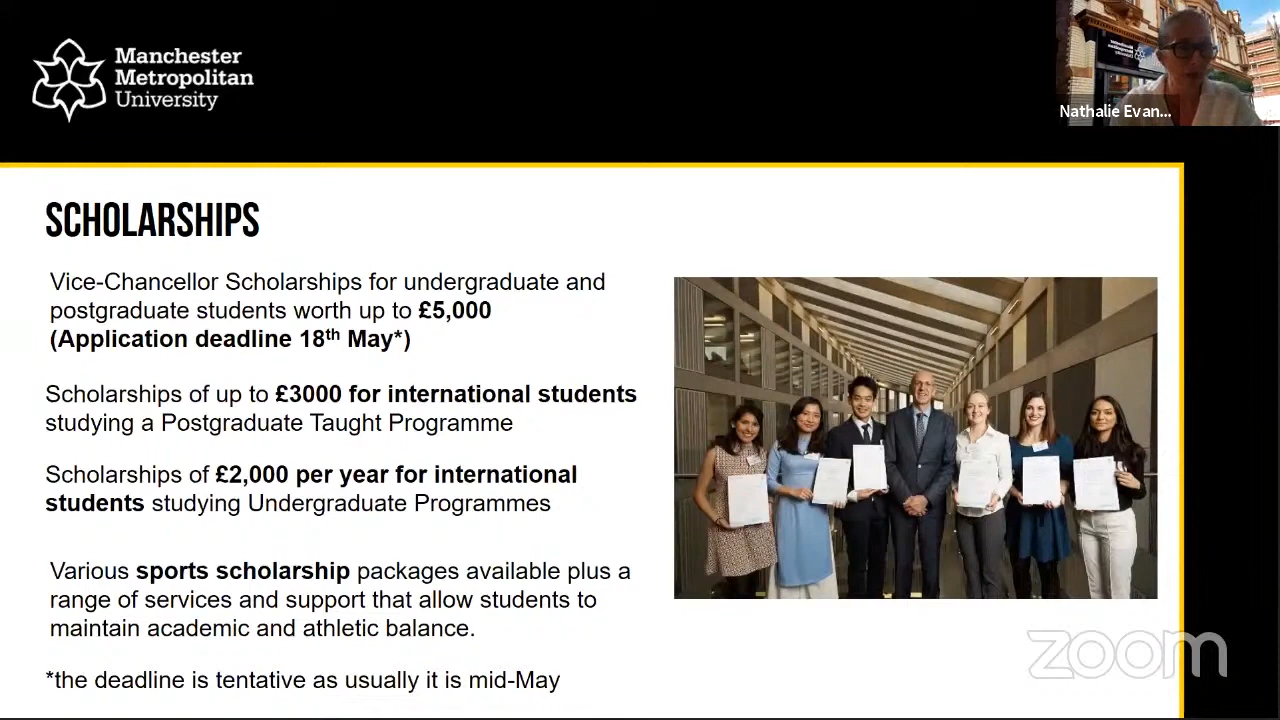 Manchester
Metropolitan
University
Nathalie Evan...
SCHOLARSHIPS
Vice-Chancellor Scholarships for undergraduate and
postgraduate students worth up to £5,000
(Application deadline 18th May*)
Scholarships of up to £3000 for international students
studying a Postgraduate Taught Programme
Scholarships of £2,000 per year for international
students studying Undergraduate Programmes
Various sports scholarship packages available plus a
range of services and support that allow students to
maintain academic and athletic balance.
*the deadline is tentative as usually it is mid-May
zoom